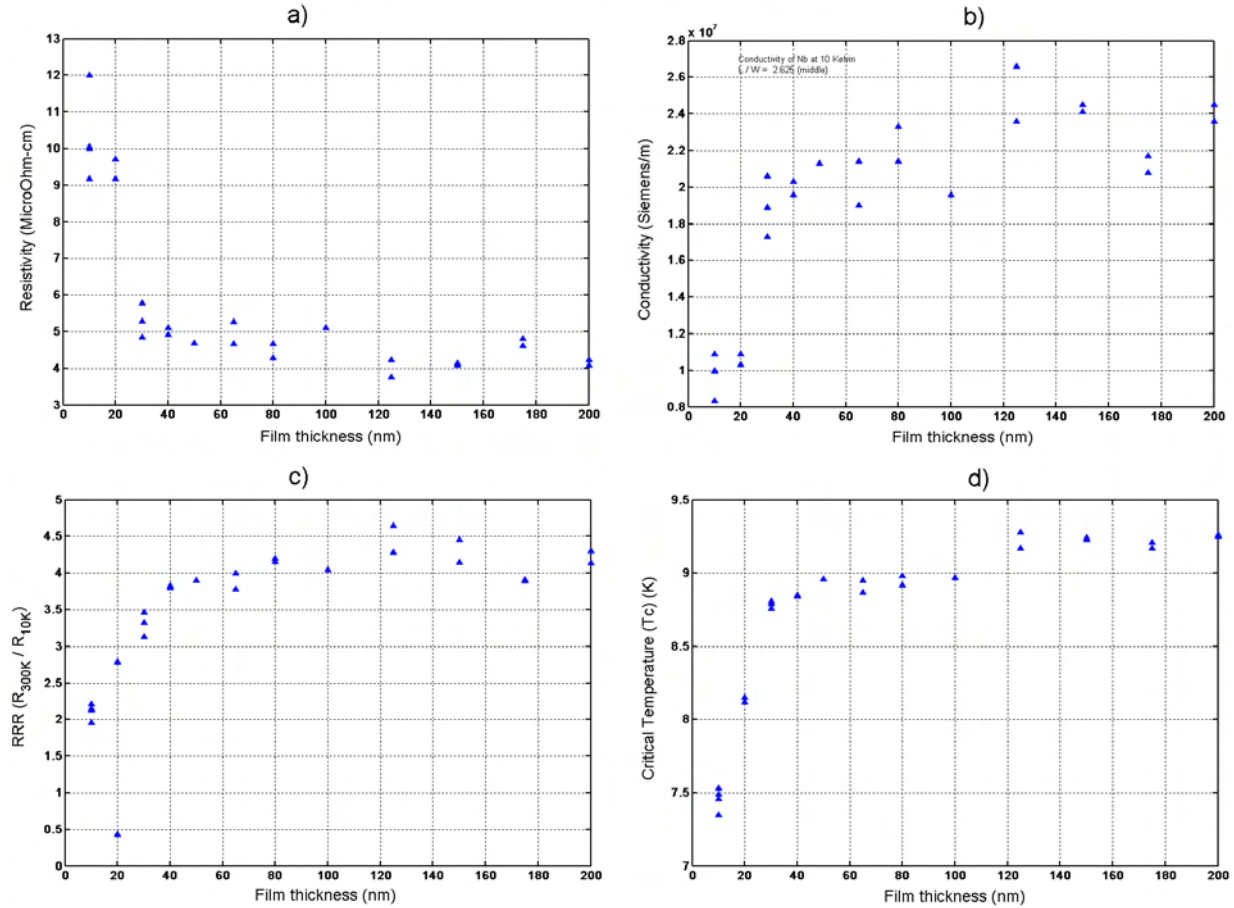 a)
13
12
11
10
9
8
7
6
5
4
3
0 20 40 60 80 100 120 140 160 180 200
Resistivity (MicroOhm-cm)
Film thickness (nm)
b)
x 10⁷
2.8
2.6
2.4
2.2
2
1.8
1.6
1.4
1.2
1
0.8
0 20 40 60 80 100 120 140 160 180 200
Conductivity of Nb at 10 Kelvin
L / W = 2.625 (middle)
Conductivity (Siemens/m)
Film thickness (nm)
c)
5
4.5
4
3.5
3
2.5
2
1.5
1
0.5
0
0 20 40 60 80 100 120 140 160 180 200
RRR (R300K / R10K)
Film thickness (nm)
d)
9.5
9
8.5
8
7.5
7
0 20 40 60 80 100 120 140 160 180 200
Critical Temperature (Tc) (K)
Film thickness (nm)